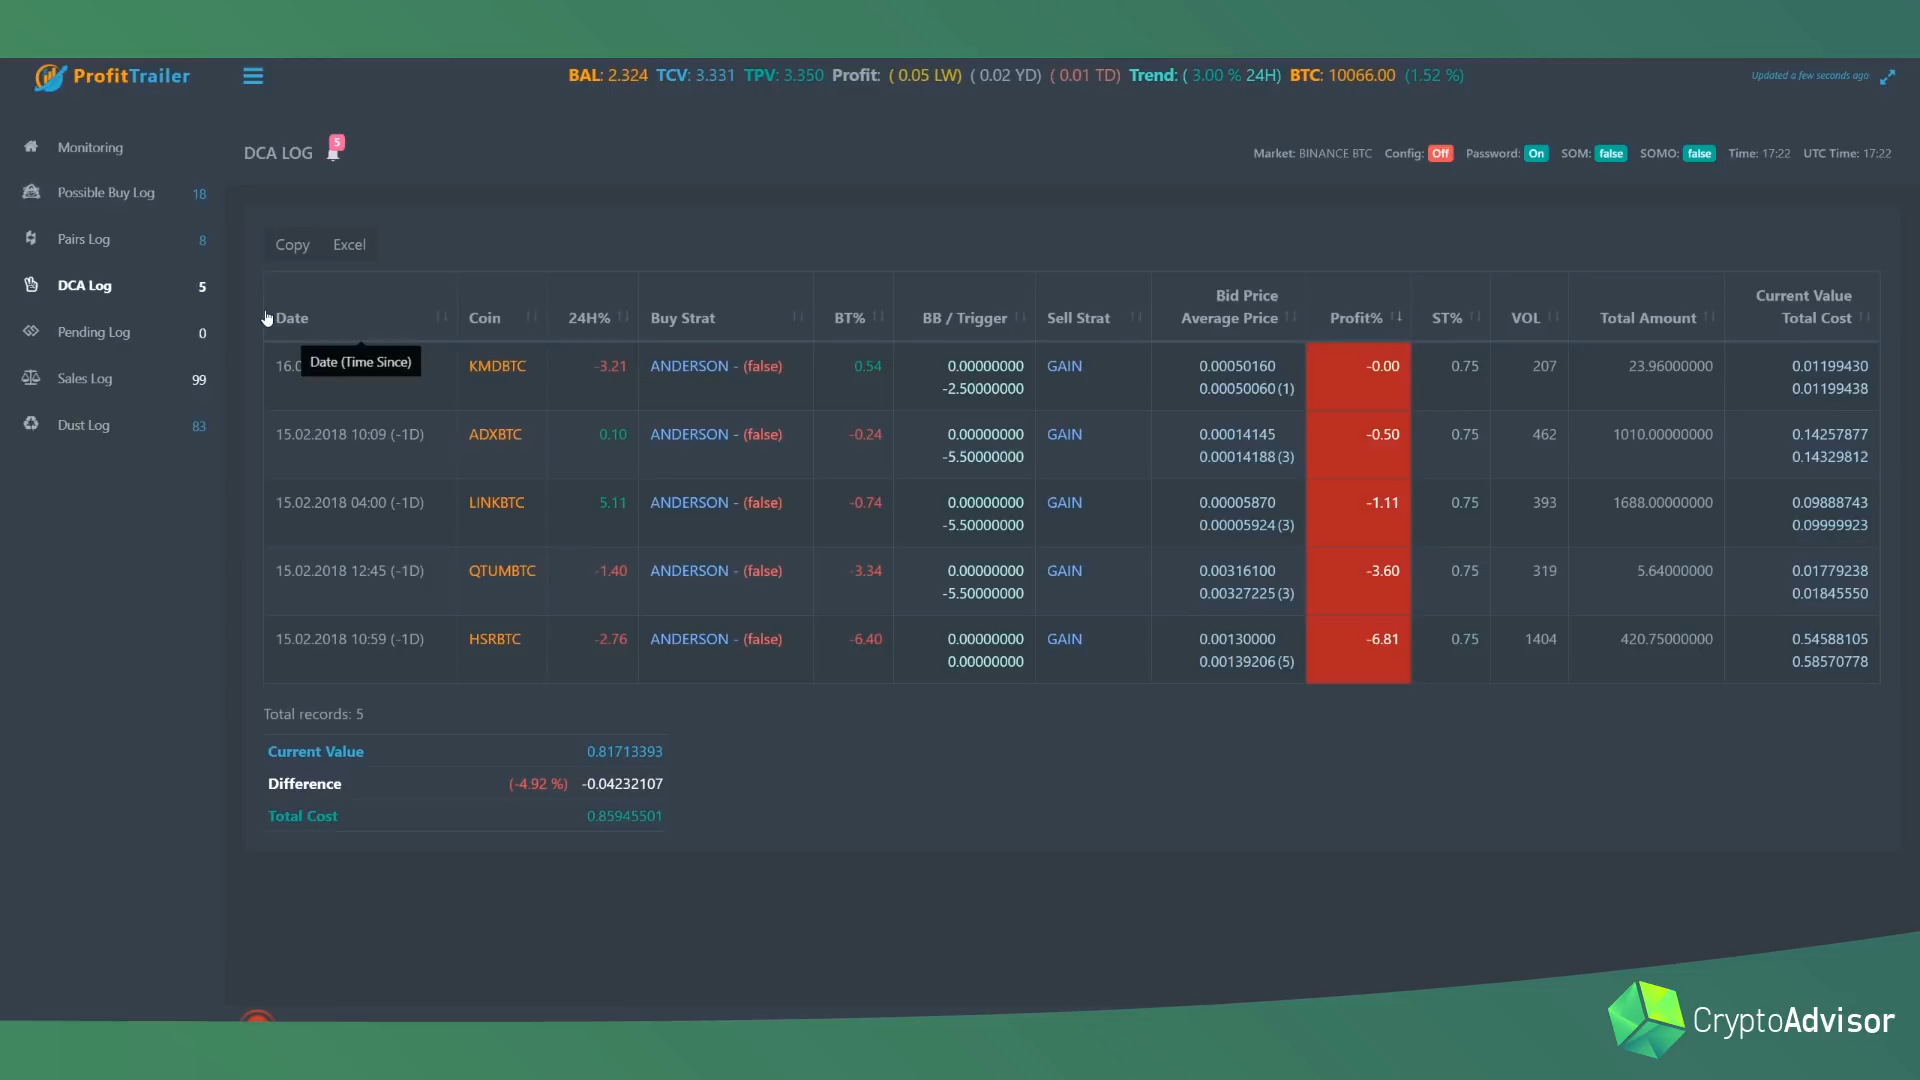 ProfitTrailer
BAL: 2.324 TCV: 3.331 TPV: 3.350 Profit: ( 0.05 LW) ( 0.02 YD) ( 0.01 TD) Trend: ( 3.00 % 24H) BTC: 10066.00 (1.52 %)
Updated a few seconds ago
Monitoring
Possible Buy Log 18
Pairs Log 8
DCA Log 5
Pending Log 0
Sales Log 99
Dust Log 83
DCA LOG 5
Market: BINANCE BTC Config: Off Password: On SOM: false SOMO: false Time: 17:22 UTC Time: 17:22
Copy Excel
Bid Price Current Value
Date Coin 24H% Buy Strat BT% BB / Trigger Sell Strat Average Price Profit% ST% VOL Total Amount Total Cost
Date (Time Since)
16.0 KMDBTC -3.21 ANDERSON - (false) 0.54 0.00000000 GAIN 0.00050160 -0.00 0.75 207 23.96000000 0.01199430
-2.50000000 0.00050060 (1) 0.01199438
15.02.2018 10:09 (-1D) ADXBTC 0.10 ANDERSON - (false) -0.24 0.00000000 GAIN 0.00014145 -0.50 0.75 462 1010.00000000 0.14257877
-5.50000000 0.00014188 (3) 0.14329812
15.02.2018 04:00 (-1D) LINKBTC 5.11 ANDERSON - (false) -0.74 0.00000000 GAIN 0.00005870 -1.11 0.75 393 1688.00000000 0.09888743
-5.50000000 0.00005924 (3) 0.09999923
15.02.2018 12:45 (-1D) QTUMBTC -1.40 ANDERSON - (false) -3.34 0.00000000 GAIN 0.00316100 -3.60 0.75 319 5.64000000 0.01779238
-5.50000000 0.00327225 (3) 0.01845550
15.02.2018 10:59 (-1D) HSRBTC -2.76 ANDERSON - (false) -6.40 0.00000000 GAIN 0.00130000 -6.81 0.75 1404 420.75000000 0.54588105
0.00000000 0.00139206 (5) 0.58570778
Total records: 5
Current Value 0.81713393
Difference (-4.92 %) -0.04232107
Total Cost 0.85945501
CryptoAdvisor